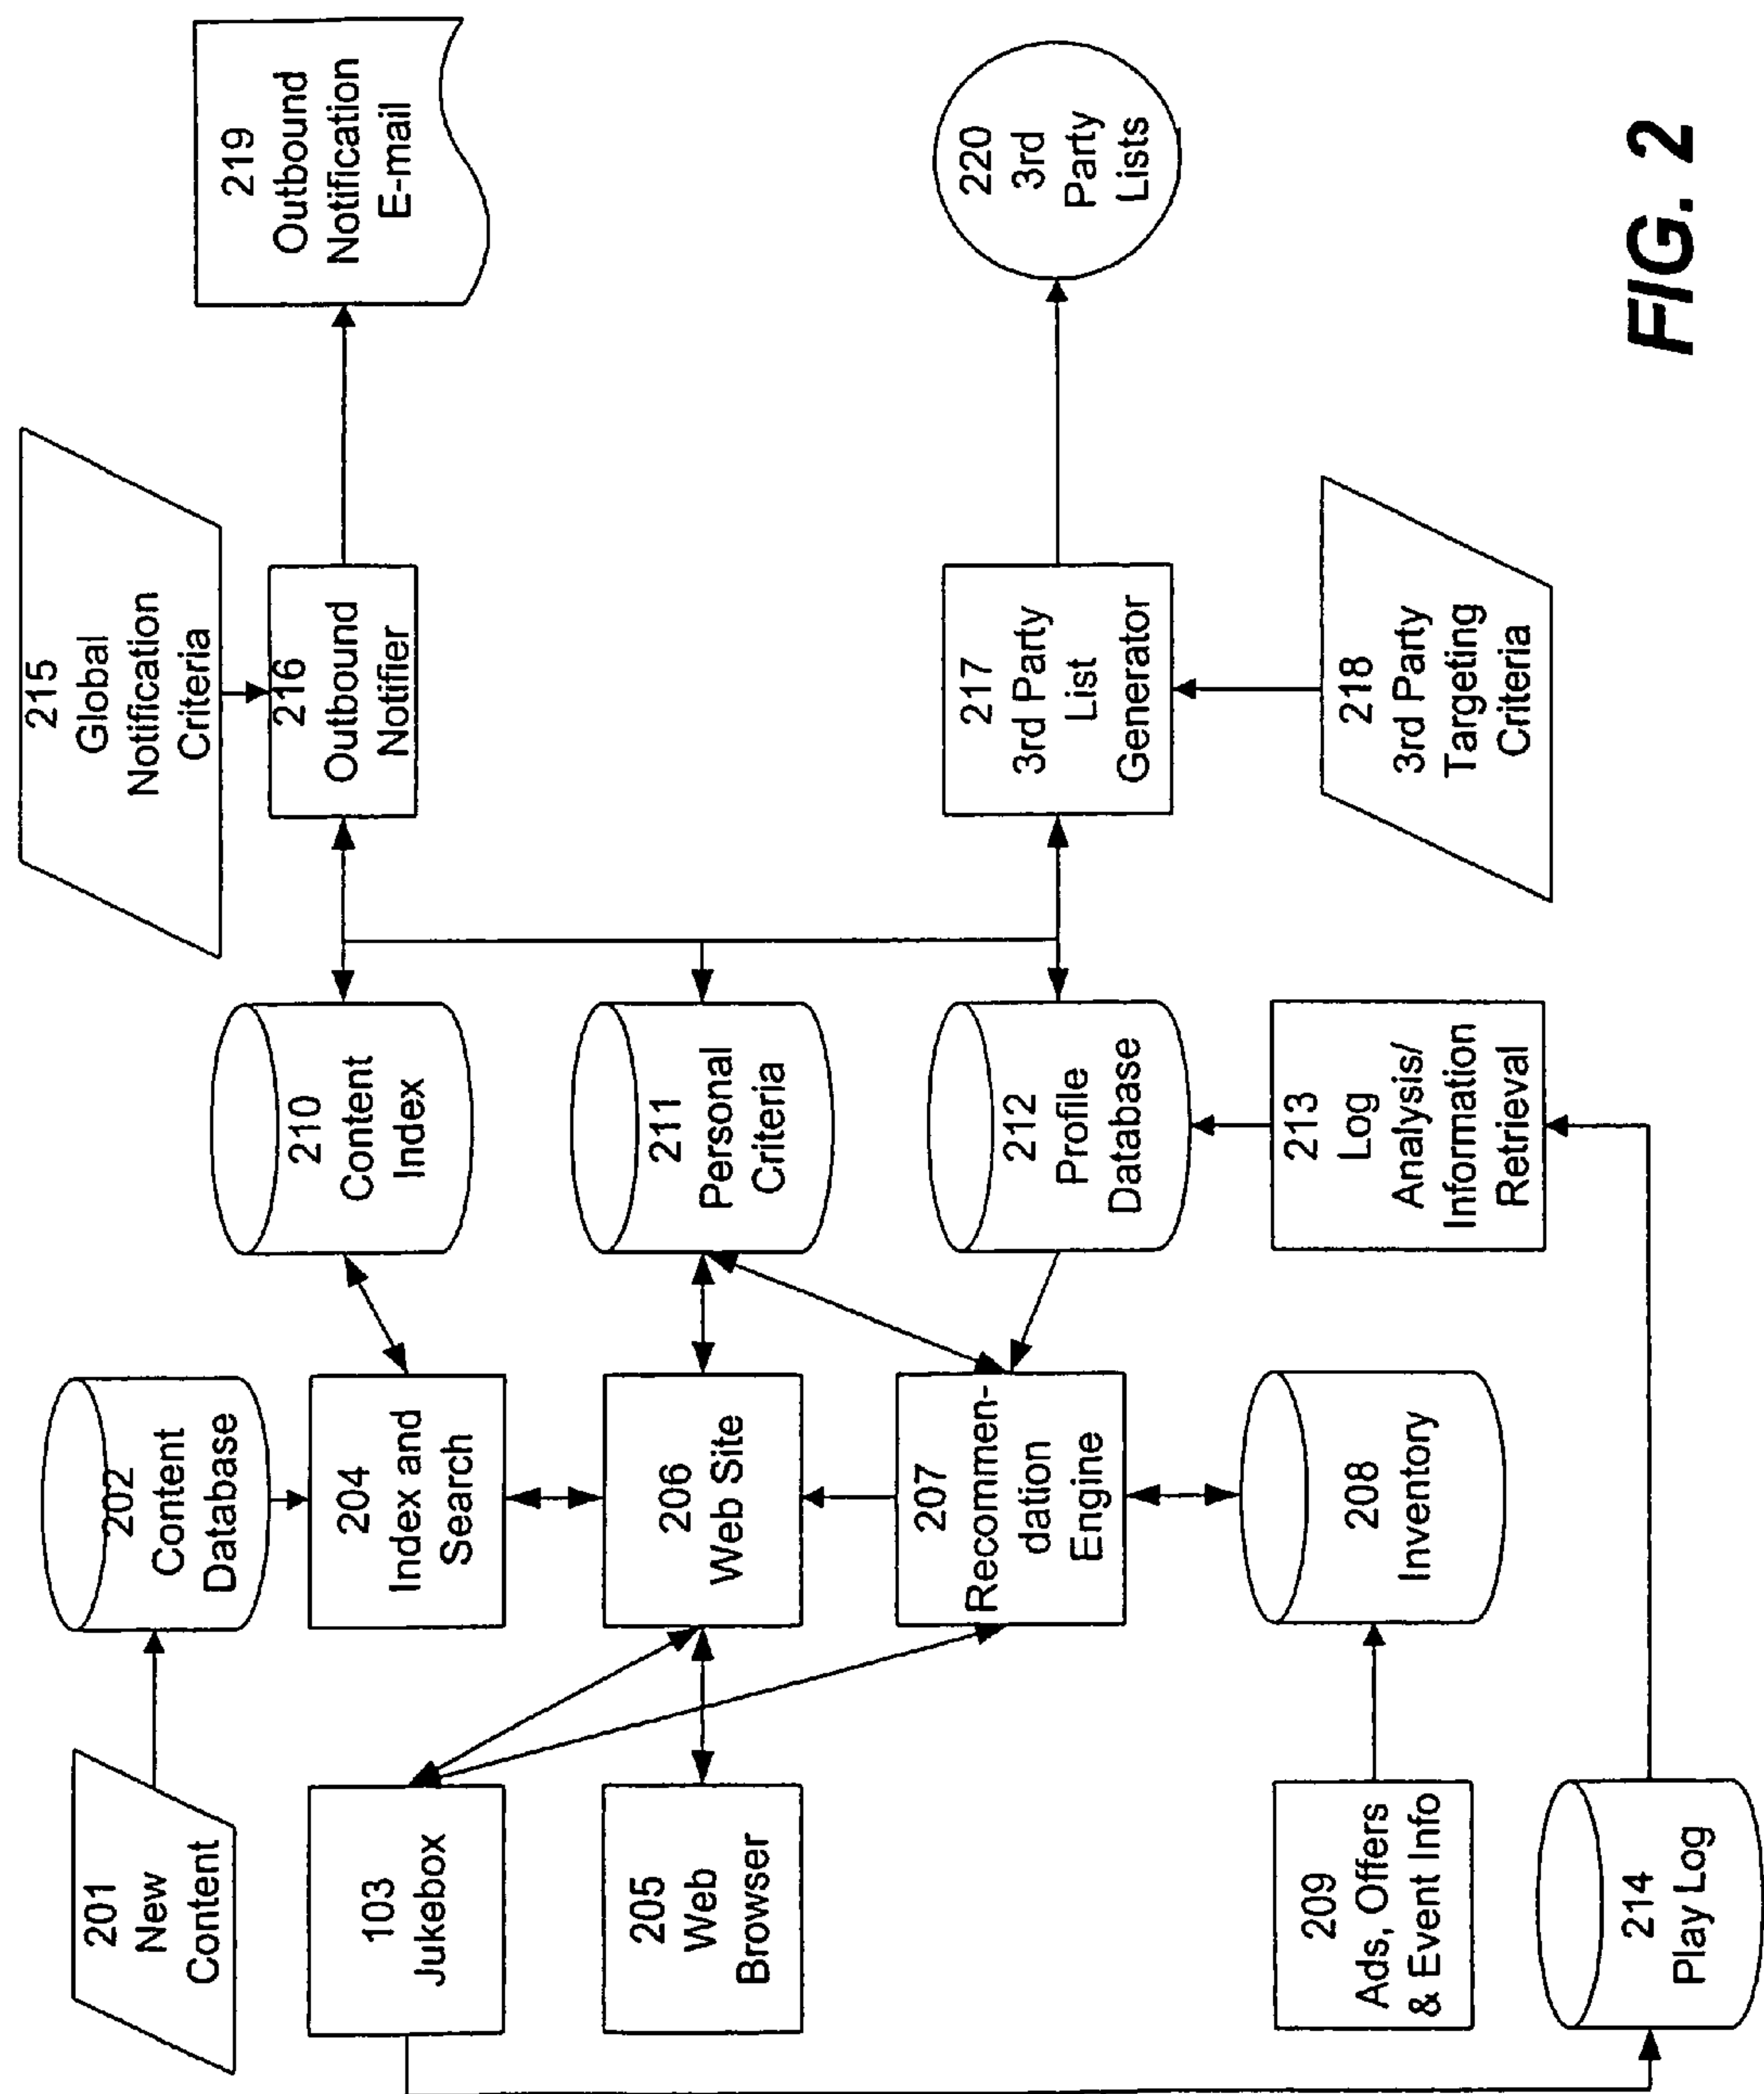 201
New
Content
202
Content
Database
103
Jukebox
204
Index and
Search
210
Content
Index
215
Global
Notification
Criteria
216
Outbound
Notifier
219
Outbound
Notification
E-mail
205
Web
Browser
206
Web Site
211
Personal
Criteria
207
Recommen-
dation
Engine
212
Profile
Database
217
3rd Party
List
Generator
220
3rd
Party
Lists
209
Ads, Offers
& Event Info
208
Inventory
213
Log
Analysis/
Information
Retrieval
218
3rd Party
Targeting
Criteria
214
Play Log
FIG. 2